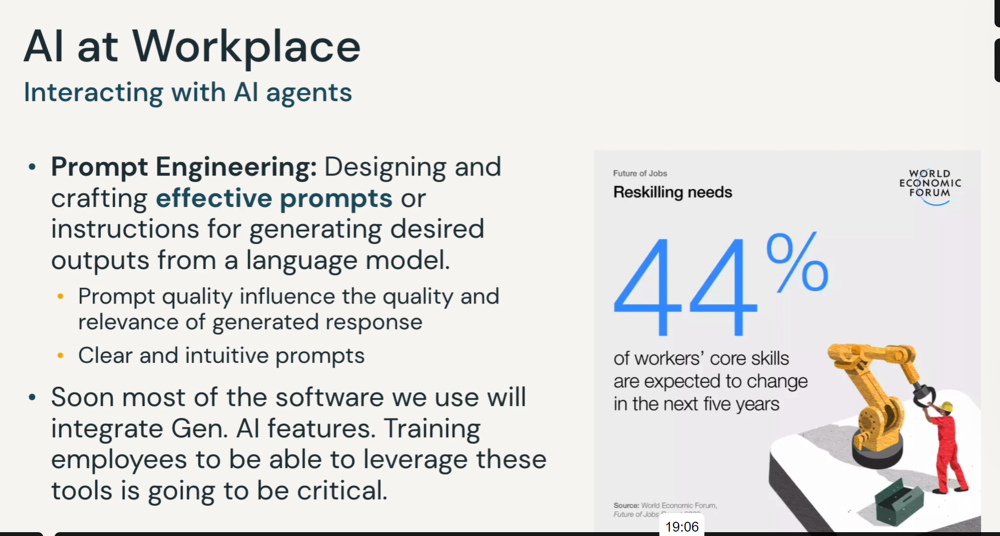 AI at Workplace
Interacting with AI agents
• Prompt Engineering: Designing and
crafting effective prompts or
instructions for generating desired
outputs from a language model.
• Prompt quality influence the quality and
relevance of generated response
• Clear and intuitive prompts
• Soon most of the software we use will
integrate Gen. AI features. Training
employees to be able to leverage these
tools is going to be critical.
Future of Jobs
Reskilling needs
WORLD
ECONOMIC
FORUM
44%
of workers’ core skills
are expected to change
in the next five years
Source: World Economic Forum,
Future of Jobs
19:06